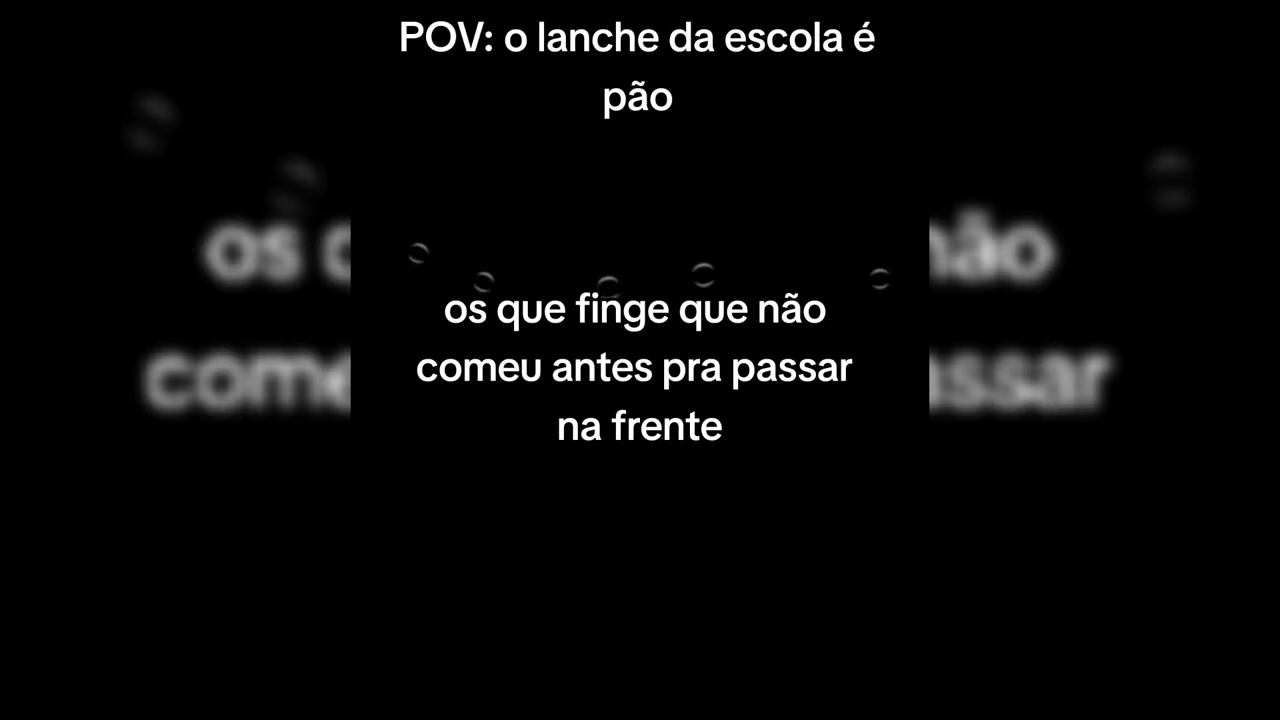 POV: o lanche da escola é
pão
os que finge que não
comeu antes pra passar
na frente